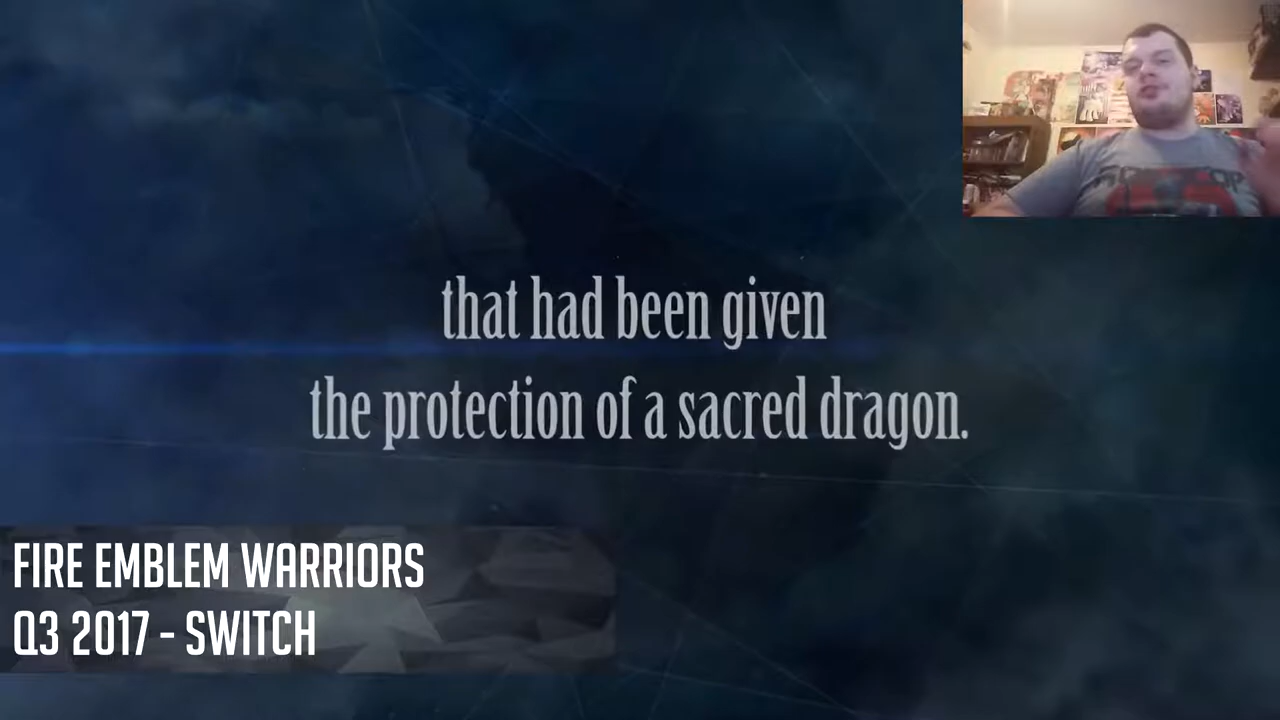 that had been given
the protection of a sacred dragon.
FIRE EMBLEM WARRIORS
Q3 2017 - SWITCH